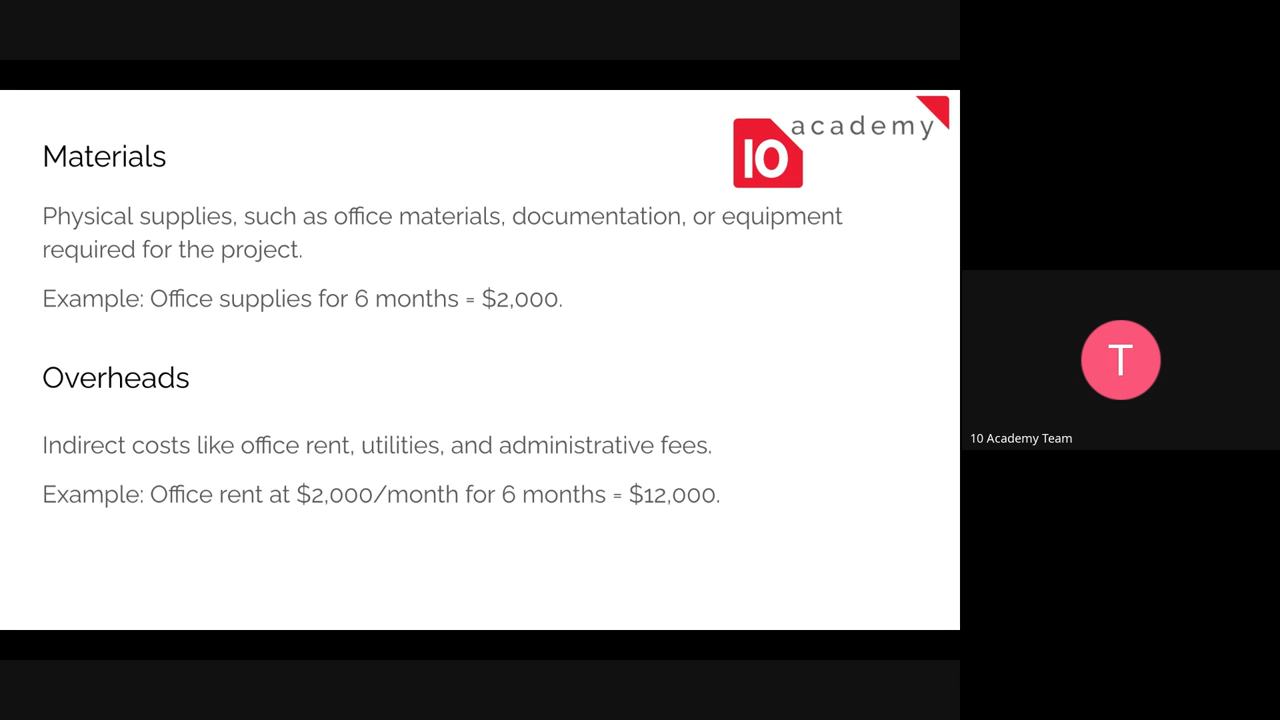 academy
10
Materials
Physical supplies, such as office materials, documentation, or equipment
required for the project.
Example: Office supplies for 6 months = $2,000.
Overheads
Indirect costs like office rent, utilities, and administrative fees.
Example: Office rent at $2,000/month for 6 months = $12,000.
T
10 Academy Team